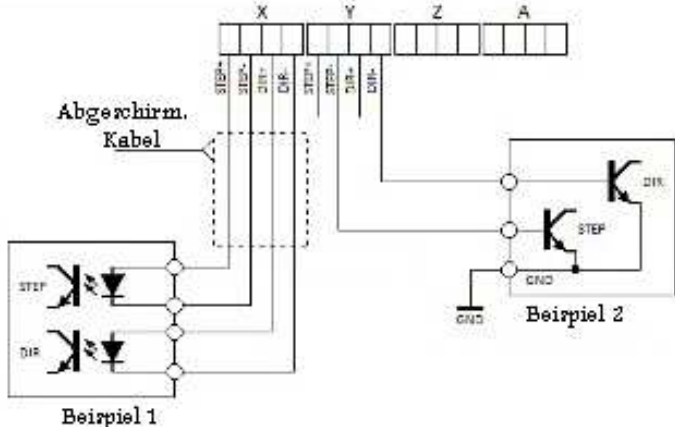 X Y Z A
STEP+
STEP-
DIR+
DIR-
STEP+
STEP-
DIR+
DIR-
Abgeschirm.
Kabel
DIR
STEP
GND
GND
Beispiel 2
STEP
DIR
Beispiel 1